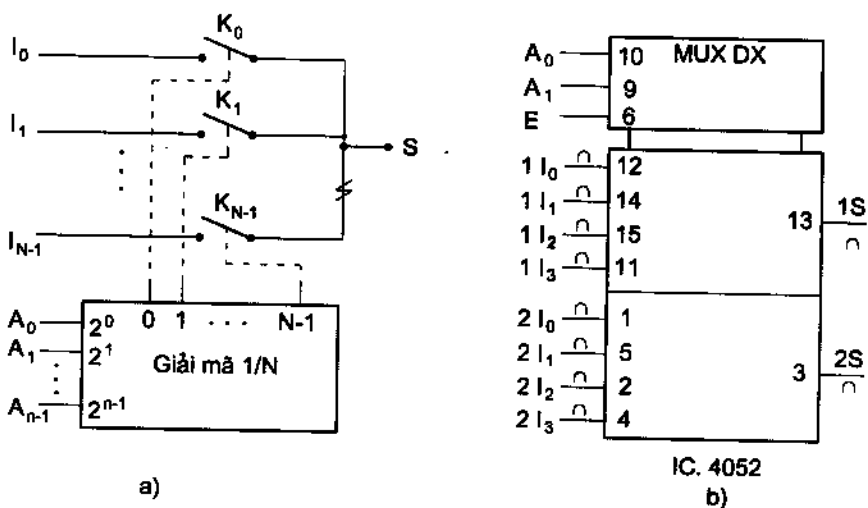 I0
K0
I1
K1
S
KN-1
IN-1
0 1 . . . N-1
A0 2^0
A1 2^1
Giải mã 1/N
An-1 2^n-1
a)
MUX DX
A0 10
A1 9
E 6
1 I0 ∩ 12
1 I1 ∩ 14
1 I2 ∩ 15
1 I3 ∩ 11
13 1S ∩
2 I0 ∩ 1
2 I1 ∩ 5
2 I2 ∩ 2
2 I3 ∩ 4
3 2S ∩
IC. 4052
b)